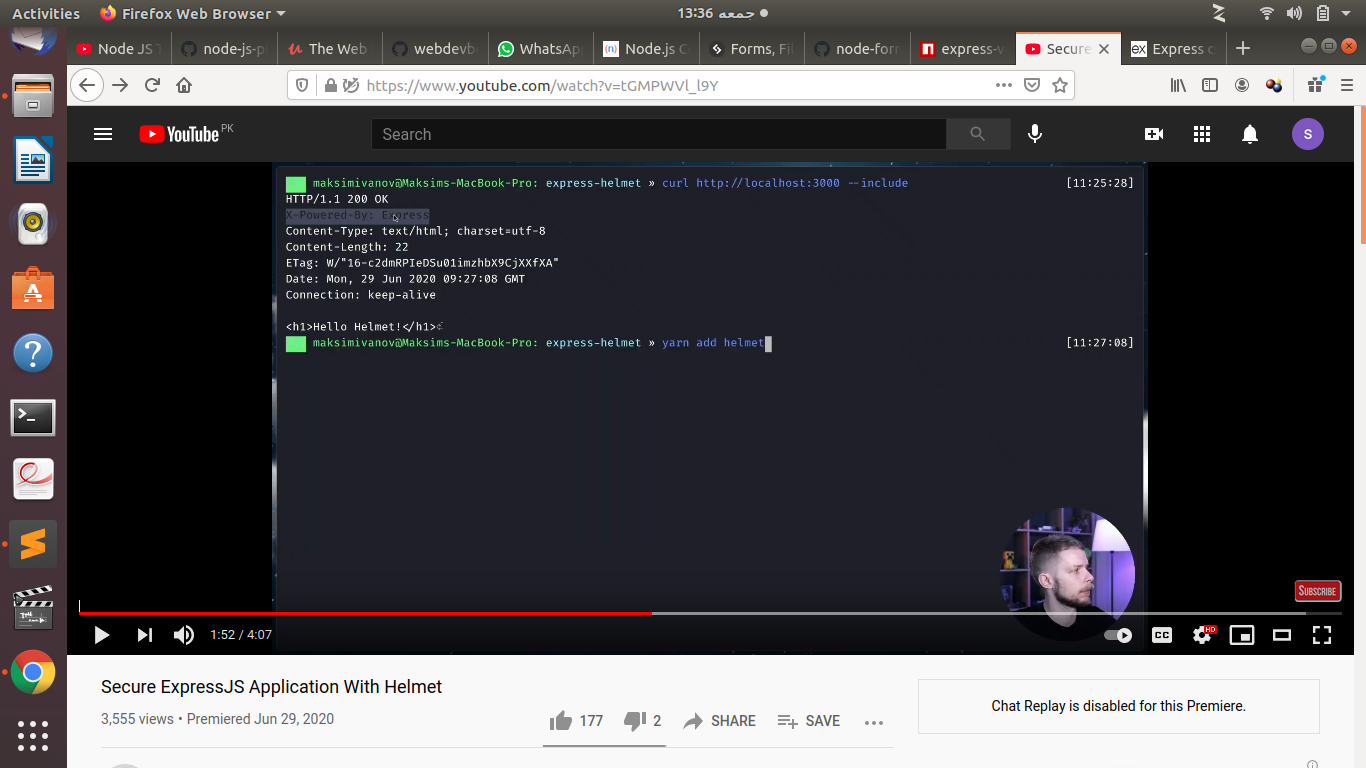 Activities
Firefox Web Browser
13:36 جمعه
Node JS T
node-js-p
The Web
webdevb
WhatsAp
Node.js C
Forms, Fil
node-for
express-v
Secure
Express c
https://www.youtube.com/watch?v=tGMPWVl_l9Y
YouTube PK
Search
S
maksimivanov@Maksims-MacBook-Pro: express-helmet » curl http://localhost:3000 --include [11:25:28]
HTTP/1.1 200 OK
X-Powered-By: Express
Content-Type: text/html; charset=utf-8
Content-Length: 22
ETag: W/"16-c2dmRPIeDSu01imzhbX9CjXXfXA"
Date: Mon, 29 Jun 2020 09:27:08 GMT
Connection: keep-alive
<h1>Hello Helmet!</h1>
maksimivanov@Maksims-MacBook-Pro: express-helmet » yarn add helmet [11:27:08]
SUBSCRIBE
1:52 / 4:07
CC
HD
Secure ExpressJS Application With Helmet
3,555 views • Premiered Jun 29, 2020
177
2
SHARE
SAVE
Chat Replay is disabled for this Premiere.